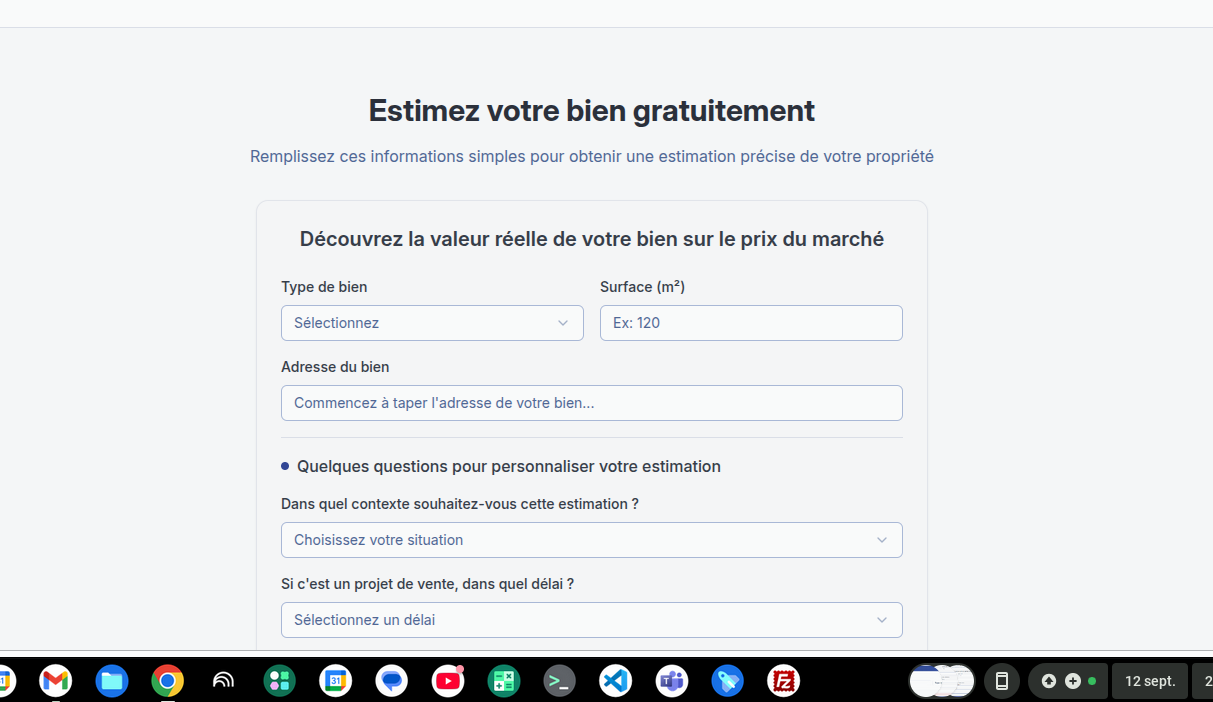 Estimez votre bien gratuitement
Remplissez ces informations simples pour obtenir une estimation précise de votre propriété
Découvrez la valeur réelle de votre bien sur le prix du marché
Type de bien
Surface (m²)
Sélectionnez
Ex: 120
Adresse du bien
Commencez à taper l'adresse de votre bien...
Quelques questions pour personnaliser votre estimation
Dans quel contexte souhaitez-vous cette estimation ?
Choisissez votre situation
Si c'est un projet de vente, dans quel délai ?
Sélectionnez un délai
31
12 sept.
2